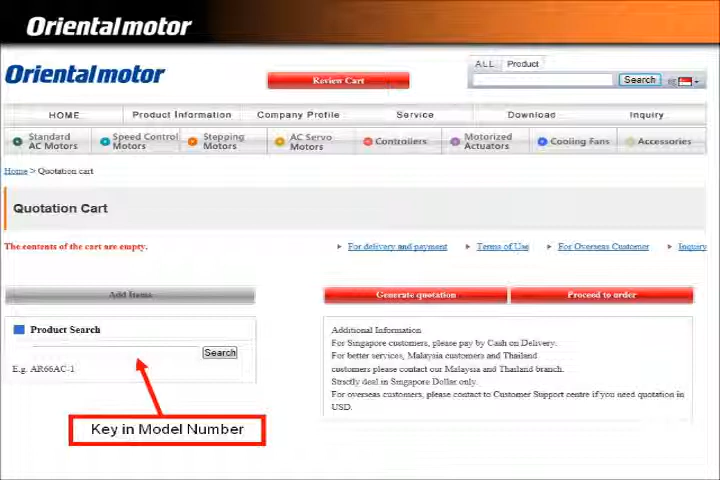 Orientalmotor
Orientalmotor
Review Cart
ALL Product
Search
HOME Product Information Company Profile Service Download Inquiry
Standard AC Motors
Speed Control Motors
Stepping Motors
AC Servo Motors
Controllers
Motorized Actuators
Cooling Fans
Accessories
Home > Quotation cart
Quotation Cart
The contents of the cart are empty.
For delivery and payment Terms of Use For Overseas Customer Inquiry
Add Items
Generate quotation Proceed to order
Product Search
Search
E.g. AR66AC-1
Key in Model Number
Additional Information
For Singapore customers, please pay by Cash on Delivery.
For better services, Malaysia customers and Thailand
customers please contact our Malaysia and Thailand branch.
Strictly deal in Singapore Dollar only.
For overseas customers, please contact to Customer Support centre if you need quotation in
USD.